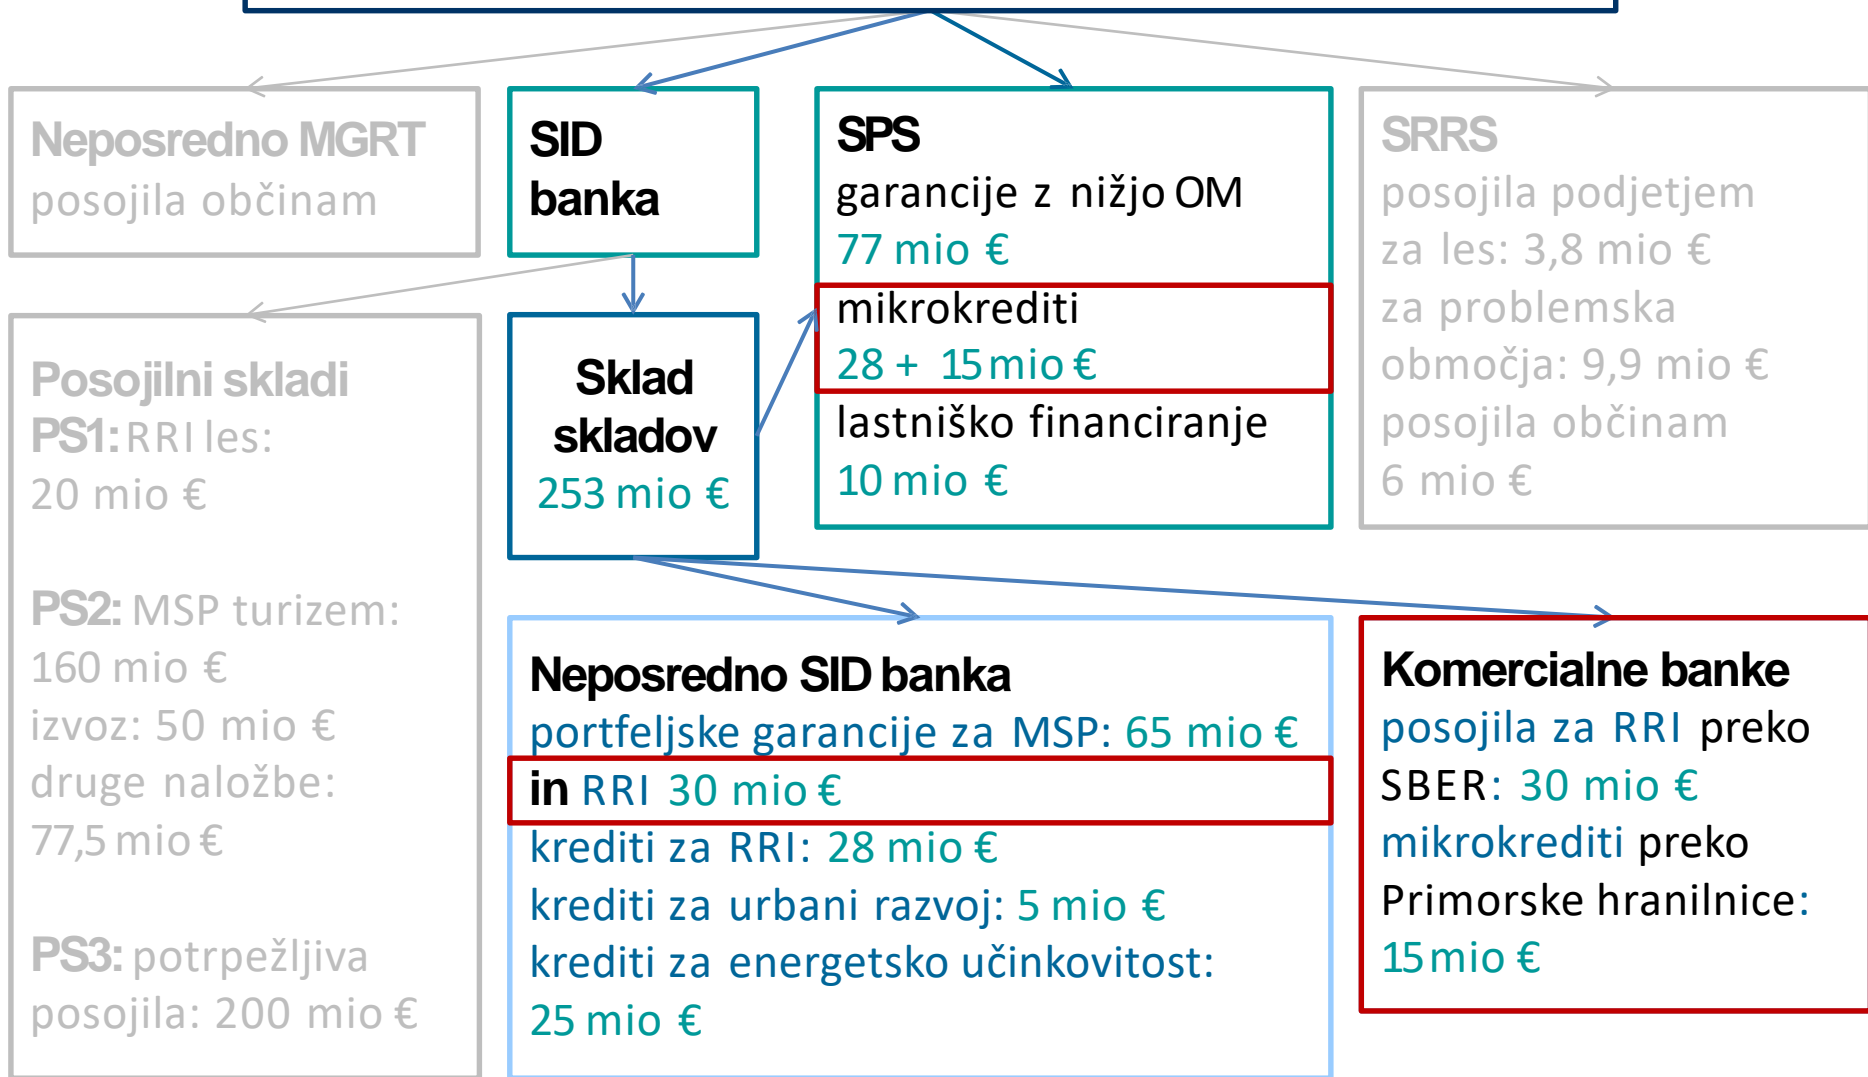 Neposredno MGRT
posojila občinam
SID
banka
SPS
garancije z nižjo OM
77 mio €
mikrokrediti
28 + 15 mio €
lastniško financiranje
10 mio €
SRRS
posojila podjetjem
za les: 3,8 mio €
za problemska
območja: 9,9 mio €
posojila občinam
6 mio €
Posojilni skladi
PS1: RRI les:
20 mio €
PS2: MSP turizem:
160 mio €
izvoz: 50 mio €
druge naložbe:
77,5 mio €
PS3: potrpežljiva
posojila: 200 mio €
Sklad
skladov
253 mio €
Neposredno SID banka
portfeljske garancije za MSP: 65 mio €
in RRI 30 mio €
krediti za RRI: 28 mio €
krediti za urbani razvoj: 5 mio €
krediti za energetsko učinkovitost:
25 mio €
Komercialne banke
posojila za RRI preko
SBER: 30 mio €
mikrokrediti preko
Primorske hranilnice:
15 mio €